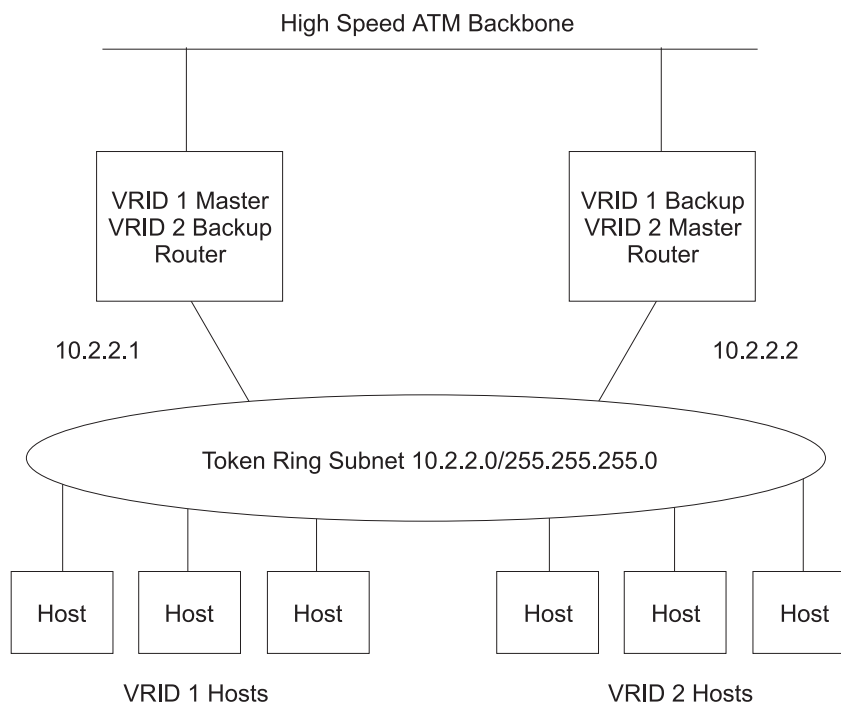 High Speed ATM Backbone
VRID 1 Master
VRID 2 Backup
Router
VRID 1 Backup
VRID 2 Master
Router
10.2.2.1
10.2.2.2
Token Ring Subnet 10.2.2.0/255.255.255.0
Host
Host
Host
Host
Host
Host
VRID 1 Hosts
VRID 2 Hosts